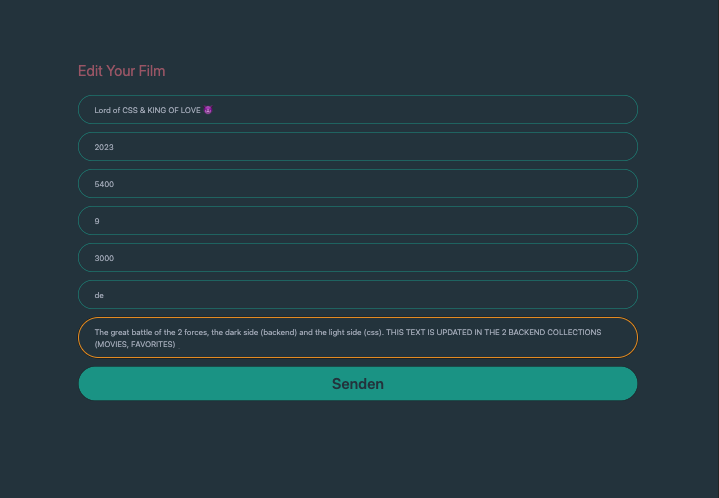 Edit Your Film
Lord of CSS & KING OF LOVE
2023
5400
9
3000
de
The great battle of the 2 forces, the dark side (backend) and the light side (css). THIS TEXT IS UPDATED IN THE 2 BACKEND COLLECTIONS
(MOVIES, FAVORITES)
Senden